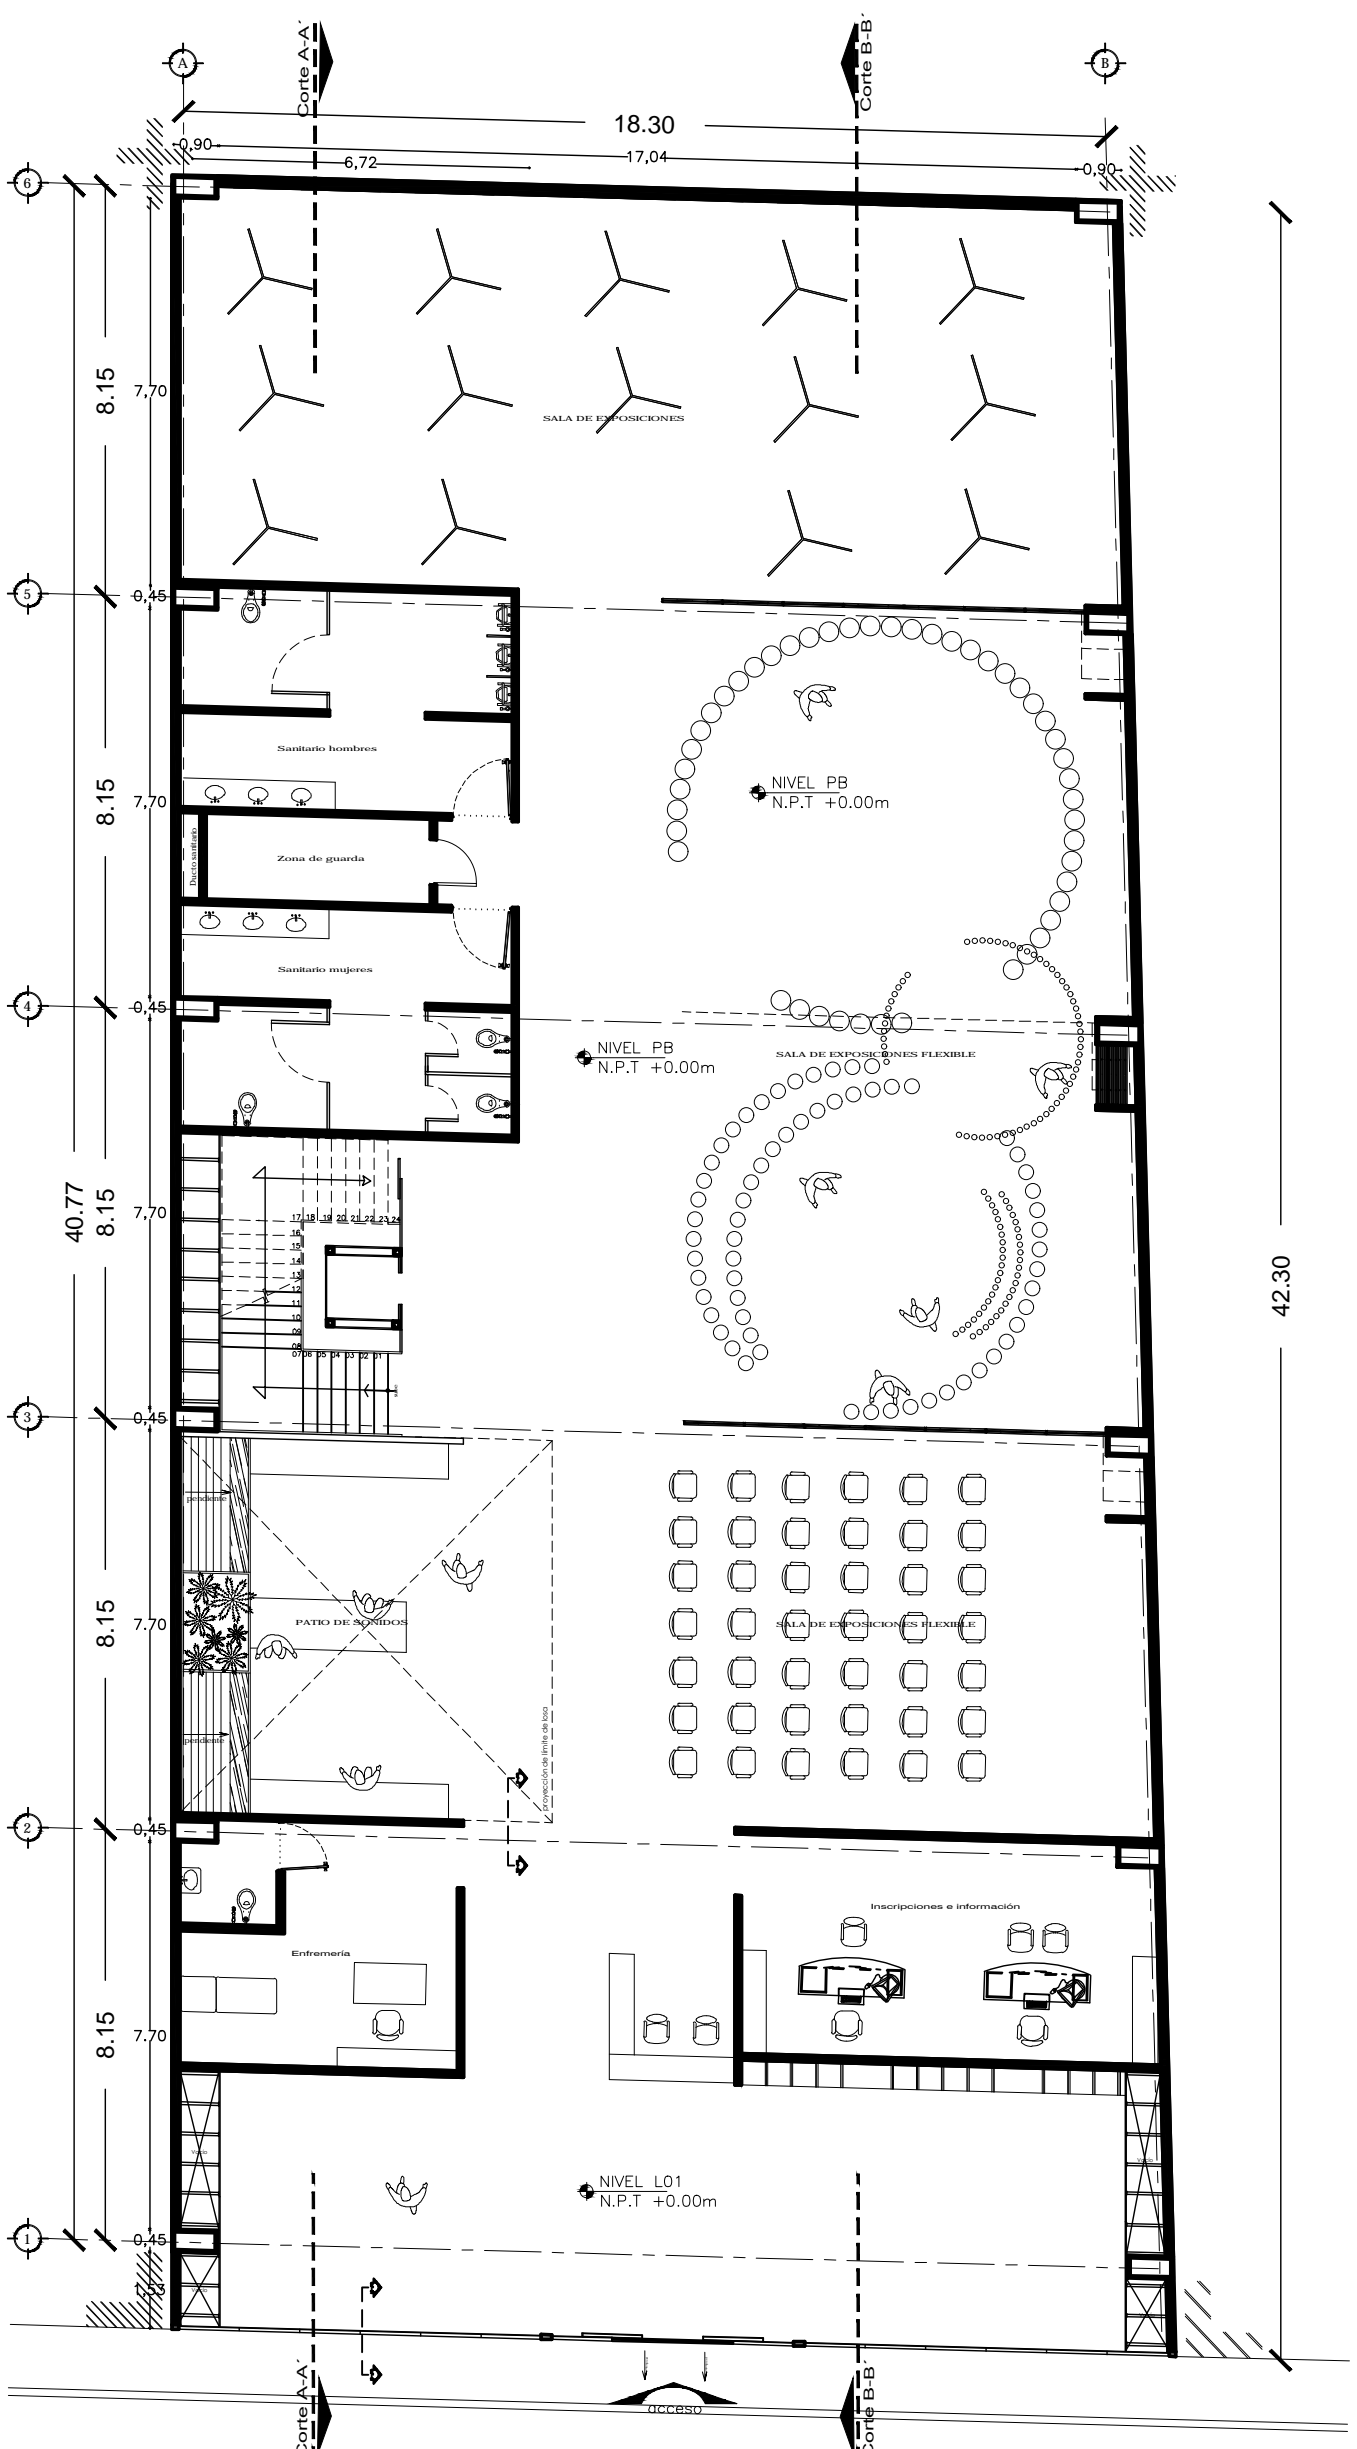 Corte A-A´
Corte B-B´
A
B
18.30
0,90
17,04
0,90
6,72
6
8.15
7,70
SALA DE EXPOSICIONES
5
0,45
Sanitario hombres
NIVEL PB
N.P.T +0.00m
8.15
7,70
Ducto sanitario
Zona de guarda
Sanitario mujeres
4
0,45
NIVEL PB
N.P.T +0.00m
SALA DE EXPOSICIONES FLEXIBLE
40.77
8.15
7,70
42.30
17 18 19 20 21 22 23 24
16
15
14
13
12
11
10
09
08
07 06 05 04 03 02 01
sube
3
0,45
pendiente
8.15
7.70
PATIO DE SONIDOS
SALA DE EXPOSICIONES FLEXIBLE
pendiente
proyección de límite de losa
2
0,45
Inscripciones e información
Enfremería
8.15
7.70
Vacío
Vacío
NIVEL L01
N.P.T +0.00m
1
0,45
1,53
Vacío
Corte A-A´
Corte B-B´
acceso